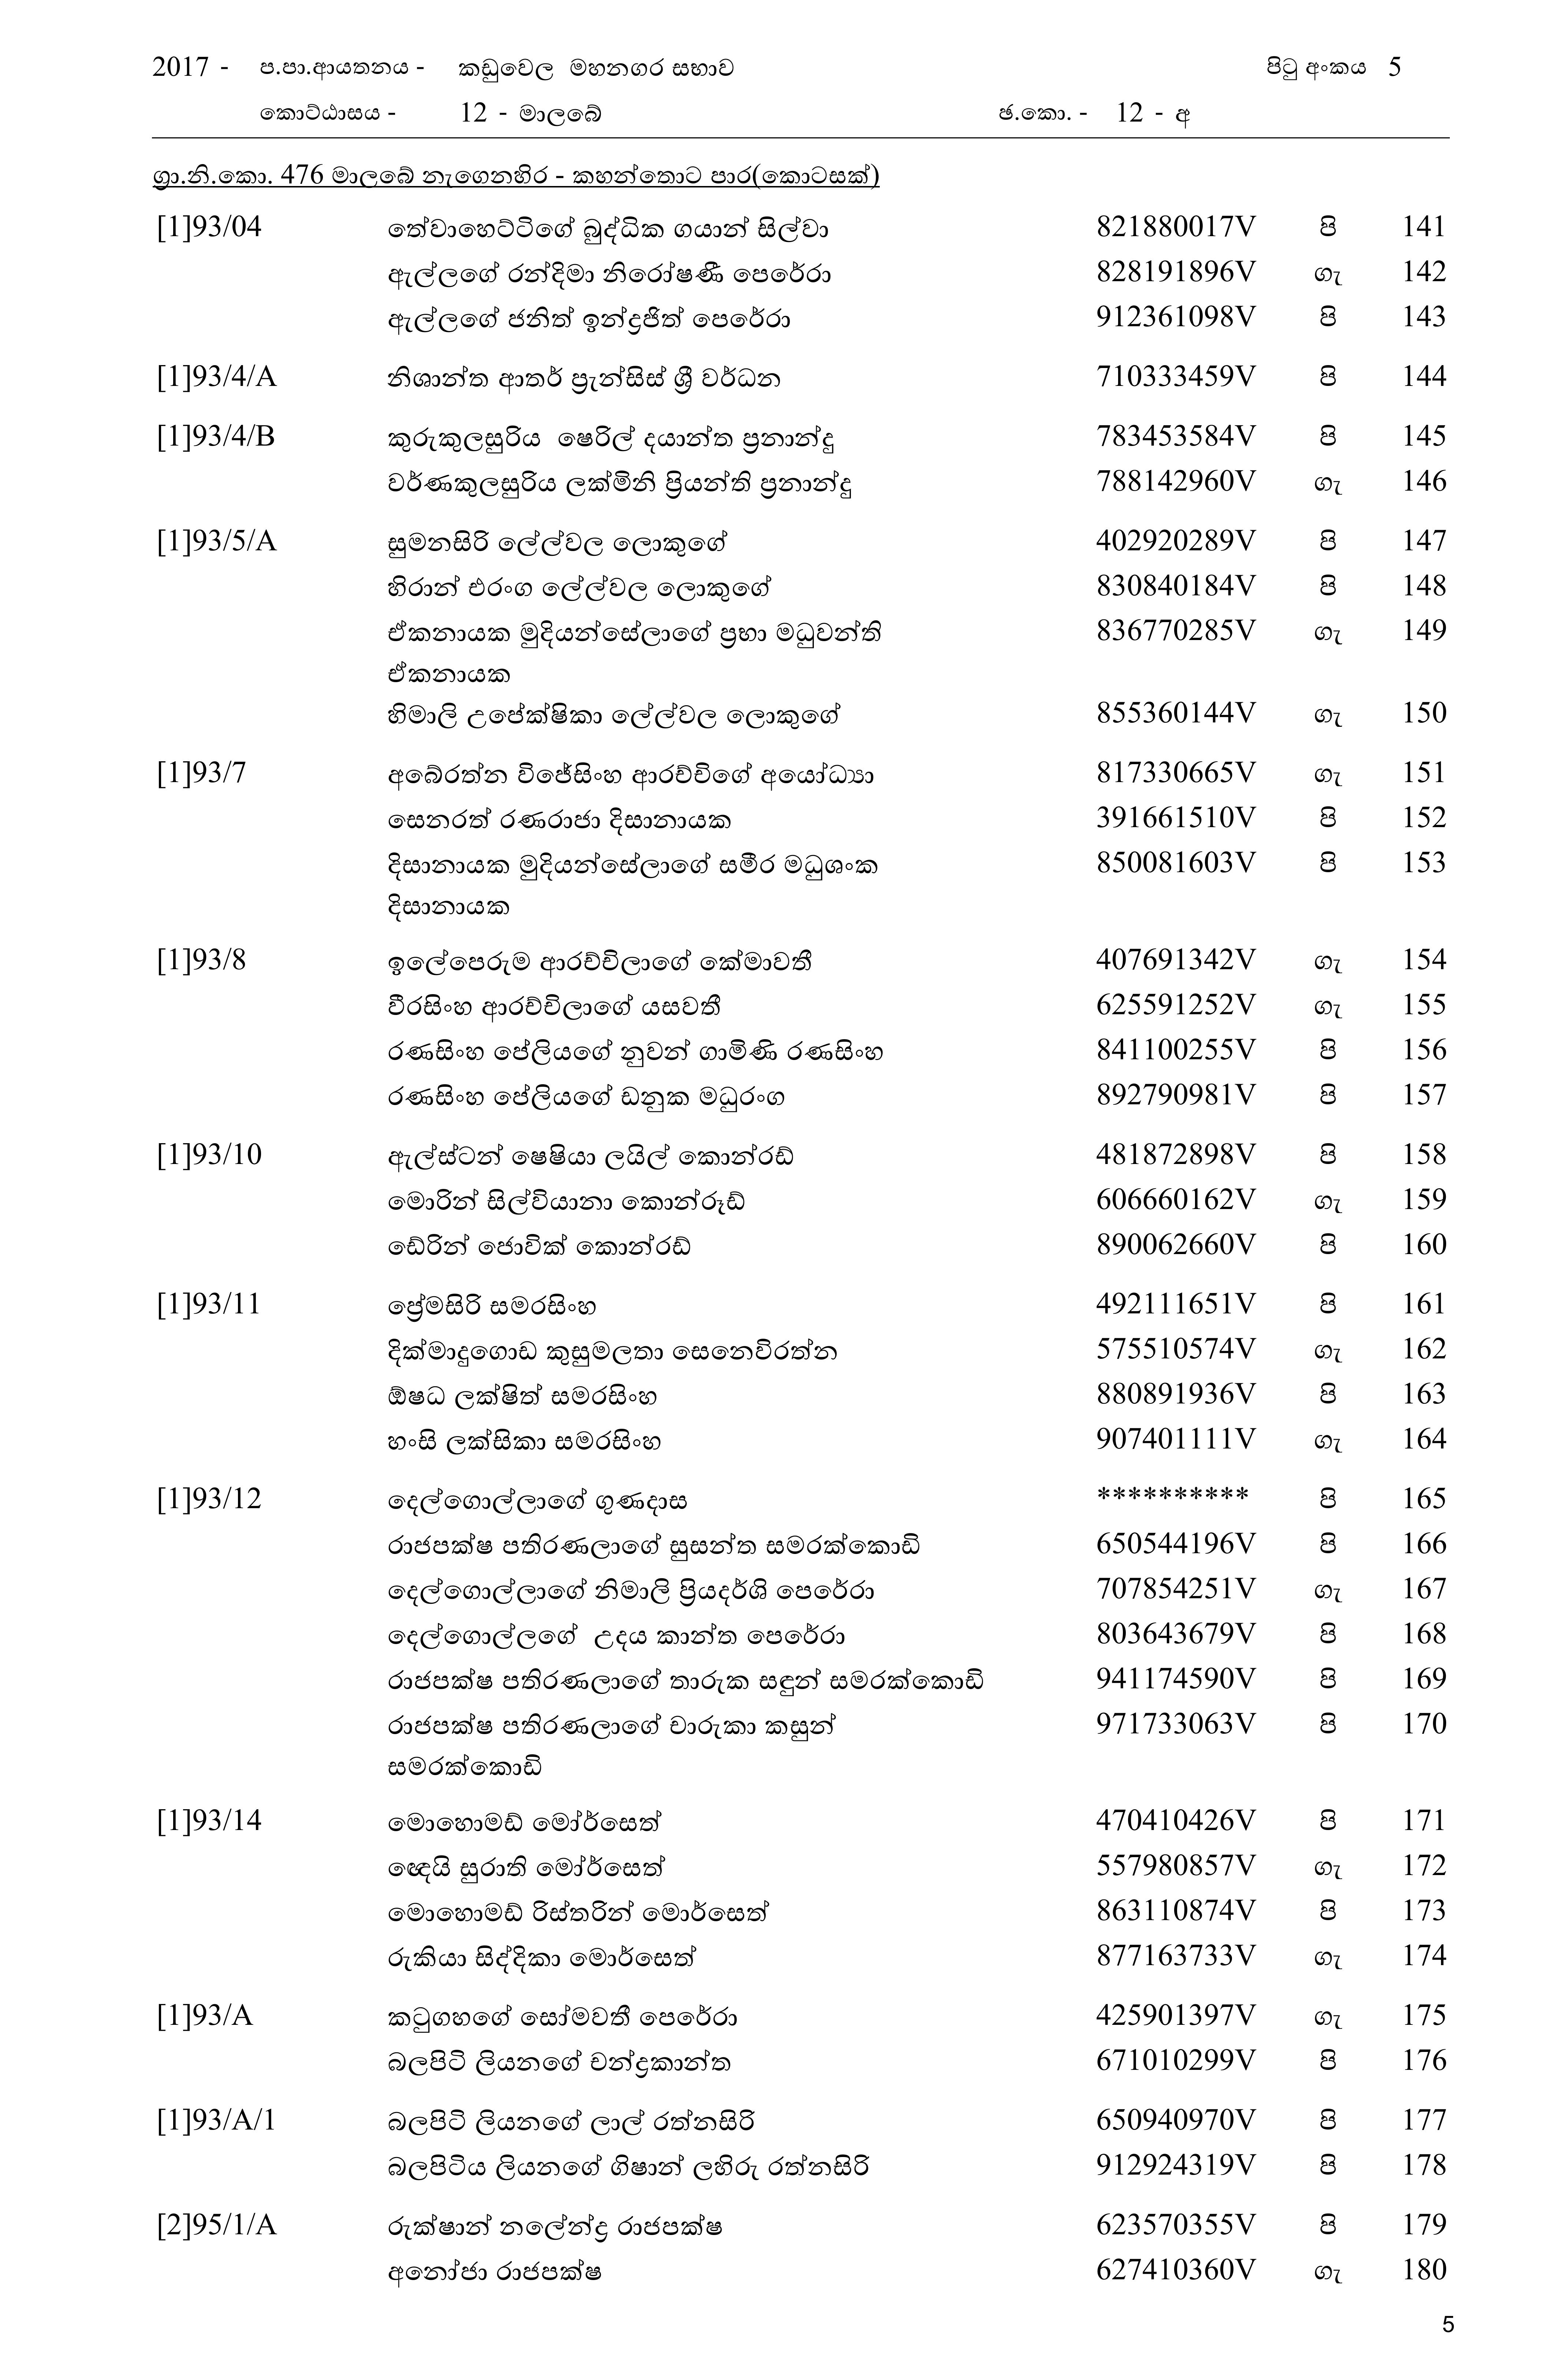 2017 - ප.පා.ආයතනය - කඩුවෙල මහනගර සභාව පිටු අංකය 5
කොට්ඨාසය - 12 - මාලබේ ඡ.කො. - 12 - අ
ග්‍රා.නි.කො. 476 මාලබේ නැගෙනහිර - කහන්තොට පාර(කොටසක්)
[1]93/04 තේවාහෙට්ටිගේ බුද්ධික ගයාන් සිල්වා 821880017V පි 141
ඇල්ලගේ රන්දිමා නිරෝෂණී පෙරේරා 828191896V ගැ 142
ඇල්ලගේ ජනිත් ඉන්ද්‍රජිත් පෙරේරා 912361098V පි 143
[1]93/4/A නිශාන්ත ආතර් ප්‍රැන්සිස් ශ්‍රී වර්ධන 710333459V පි 144
[1]93/4/B කුරුකුලසුරිය ෂෙරිල් දයාන්ත ප්‍රනාන්දු 783453584V පි 145
වර්ණකුලසුරිය ලක්මිනි ප්‍රියන්ති ප්‍රනාන්දු 788142960V ගැ 146
[1]93/5/A සුමනසිරි ලේල්වල ලොකුගේ 402920289V පි 147
හිරාන් එරංග ලේල්වල ලොකුගේ 830840184V පි 148
ඒකනායක මුදියන්සේලාගේ ප්‍රභා මධුවන්ති 836770285V ගැ 149
ඒකනායක
හිමාලි උපේක්ෂිකා ලේල්වල ලොකුගේ 855360144V ගැ 150
[1]93/7 අබේරත්න විජේසිංහ ආරච්චිගේ අයෝධ්‍යා 817330665V ගැ 151
සෙනරත් රණරාජා දිසානායක 391661510V පි 152
දිසානායක මුදියන්සේලාගේ සමීර මධුශංක 850081603V පි 153
දිසානායක
[1]93/8 ඉලේපෙරුම ආරච්චිලාගේ කේමාවතී 407691342V ගැ 154
වීරසිංහ ආරච්චිලාගේ යසවතී 625591252V ගැ 155
රණසිංහ පේලියගේ නුවන් ගාමිණි රණසිංහ 841100255V පි 156
රණසිංහ පේලියගේ ඩනුක මධුරංග 892790981V පි 157
[1]93/10 ඇල්ස්ටන් ෂෙෂියා ලයිල් කොන්රඩ් 481872898V පි 158
මොරින් සිල්වියානා කොන්රුඩ් 606660162V ගැ 159
ඩේරින් ජොවික් කොන්රඩ් 890062660V පි 160
[1]93/11 ප්‍රේමසිරි සමරසිංහ 492111651V පි 161
දික්මාදුගොඩ කුසුමලතා සෙනෙවිරත්න 575510574V ගැ 162
ඕෂධ ලක්ෂිත් සමරසිංහ 880891936V පි 163
හංසි ලක්සිකා සමරසිංහ 907401111V ගැ 164
[1]93/12 දෙල්ගොල්ලාගේ ගුණදාස ********** පි 165
රාජපක්ෂ පතිරණලාගේ සුසන්ත සමරක්කොඩි 650544196V පි 166
දෙල්ගොල්ලාගේ නිමාලි ප්‍රියදර්ශි පෙරේරා 707854251V ගැ 167
දෙල්ගොල්ලගේ උදය කාන්ත පෙරේරා 803643679V පි 168
රාජපක්ෂ පතිරණලාගේ තාරුක සඳුන් සමරක්කොඩි 941174590V පි 169
රාජපක්ෂ පතිරණලාගේ චාරුකා කසුන් 971733063V පි 170
සමරක්කොඩි
[1]93/14 මොහොමඩ් මෝර්සෙත් 470410426V පි 171
ඥෙයි සුරාති මෝර්සෙත් 557980857V ගැ 172
මොහොමඩ් රිස්තරින් මොර්සෙත් 863110874V පි 173
රුකියා සිද්දිකා මොර්සෙත් 877163733V ගැ 174
[1]93/A කටුගහගේ සෝමවතී පෙරේරා 425901397V ගැ 175
බලපිටි ලියනගේ චන්ද්‍රකාන්ත 671010299V පි 176
[1]93/A/1 බලපිටි ලියනගේ ලාල් රත්නසිරි 650940970V පි 177
බලපිටිය ලියනගේ ගිෂාන් ලහිරු රත්නසිරි 912924319V පි 178
[2]95/1/A රුක්ෂාන් නලේන්ද්‍ර රාජපක්ෂ 623570355V පි 179
අනෝජා රාජපක්ෂ 627410360V ගැ 180
5